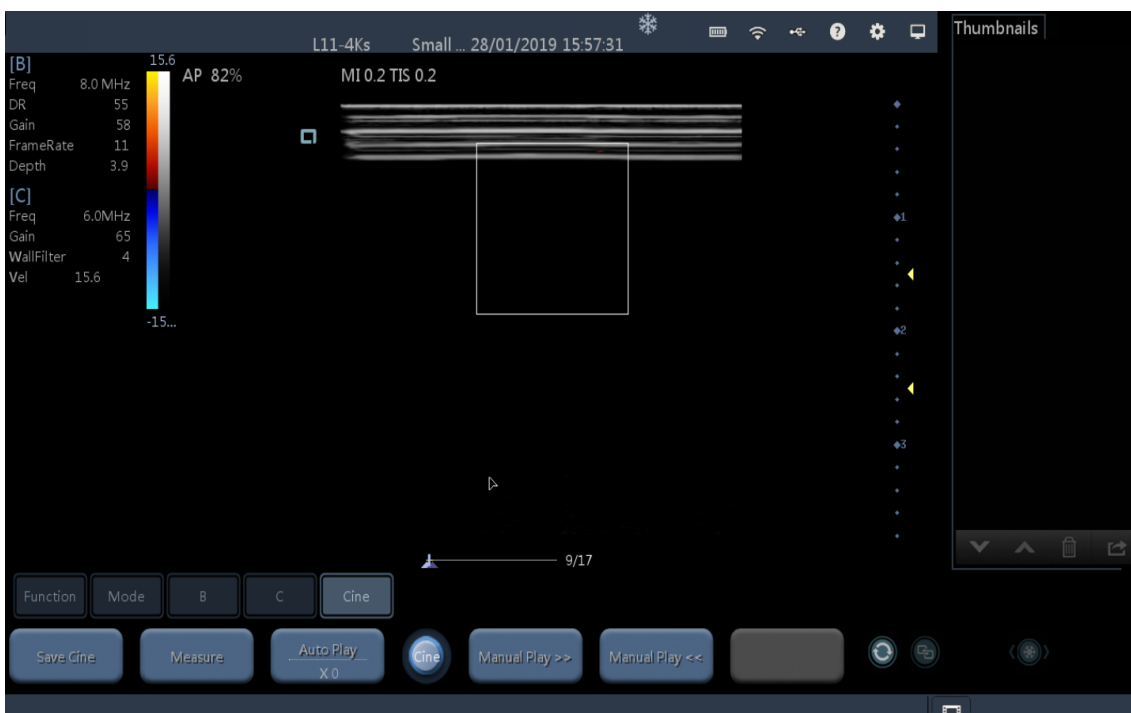 L11-4Ks Small ... 28/01/2019 15:57:31
Thumbnails
[B]
Freq 8.0 MHz
DR 55
Gain 58
FrameRate 11
Depth 3.9
[C]
Freq 6.0MHz
Gain 65
WallFilter 4
Vel 15.6
15.6
-15...
AP 82%
MI 0.2 TIS 0.2
1
2
3
9/17
Function Mode B C Cine
Save Cine Measure Auto Play Cine Manual Play >> Manual Play <<
X 0